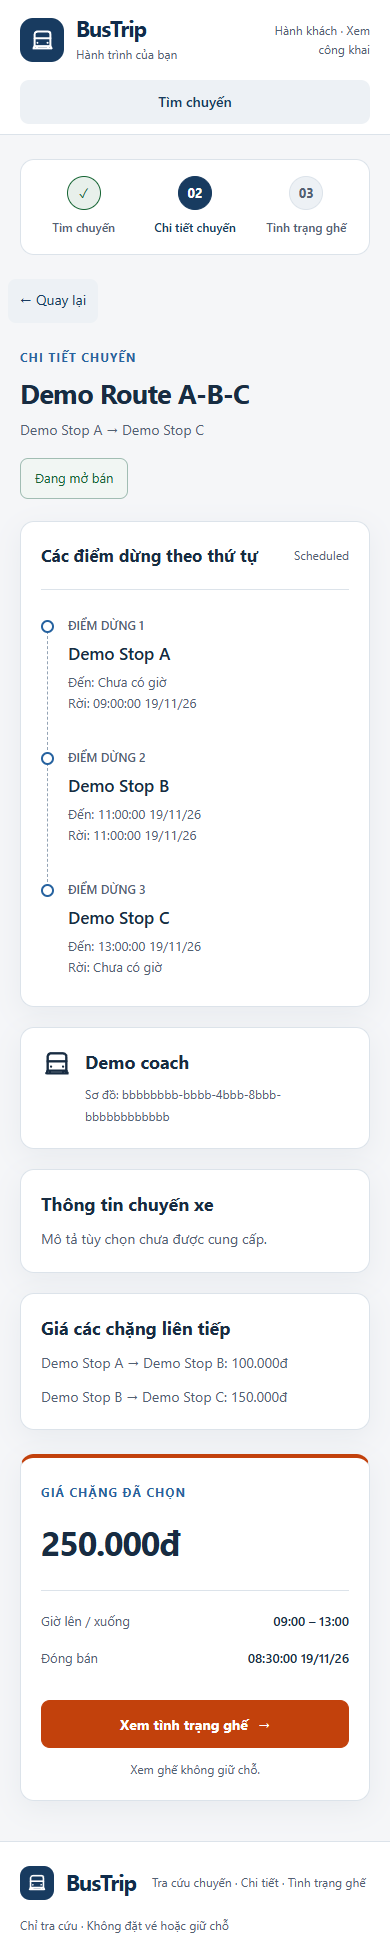 BusTrip
Hành trình của bạn
Hành khách · Xem
công khai
Tìm chuyến
✓
02
03
Tìm chuyến
Chi tiết chuyến
Tình trạng ghế
← Quay lại
CHI TIẾT CHUYẾN
Demo Route A-B-C
Demo Stop A → Demo Stop C
Đang mở bán
Các điểm dừng theo thứ tự
Scheduled
ĐIỂM DỪNG 1
Demo Stop A
Đến: Chưa có giờ
Rời: 09:00:00 19/11/26
ĐIỂM DỪNG 2
Demo Stop B
Đến: 11:00:00 19/11/26
Rời: 11:00:00 19/11/26
ĐIỂM DỪNG 3
Demo Stop C
Đến: 13:00:00 19/11/26
Rời: Chưa có giờ
Demo coach
Sơ đồ: bbbbbbbb-bbbb-4bbb-8bbb-
bbbbbbbbbbbb
Thông tin chuyến xe
Mô tả tùy chọn chưa được cung cấp.
Giá các chặng liên tiếp
Demo Stop A → Demo Stop B: 100.000đ
Demo Stop B → Demo Stop C: 150.000đ
GIÁ CHẶNG ĐÃ CHỌN
250.000đ
Giờ lên / xuống
09:00 – 13:00
Đóng bán
08:30:00 19/11/26
Xem tình trạng ghế →
Xem ghế không giữ chỗ.
BusTrip
Tra cứu chuyến · Chi tiết · Tình trạng ghế
Chỉ tra cứu · Không đặt vé hoặc giữ chỗ